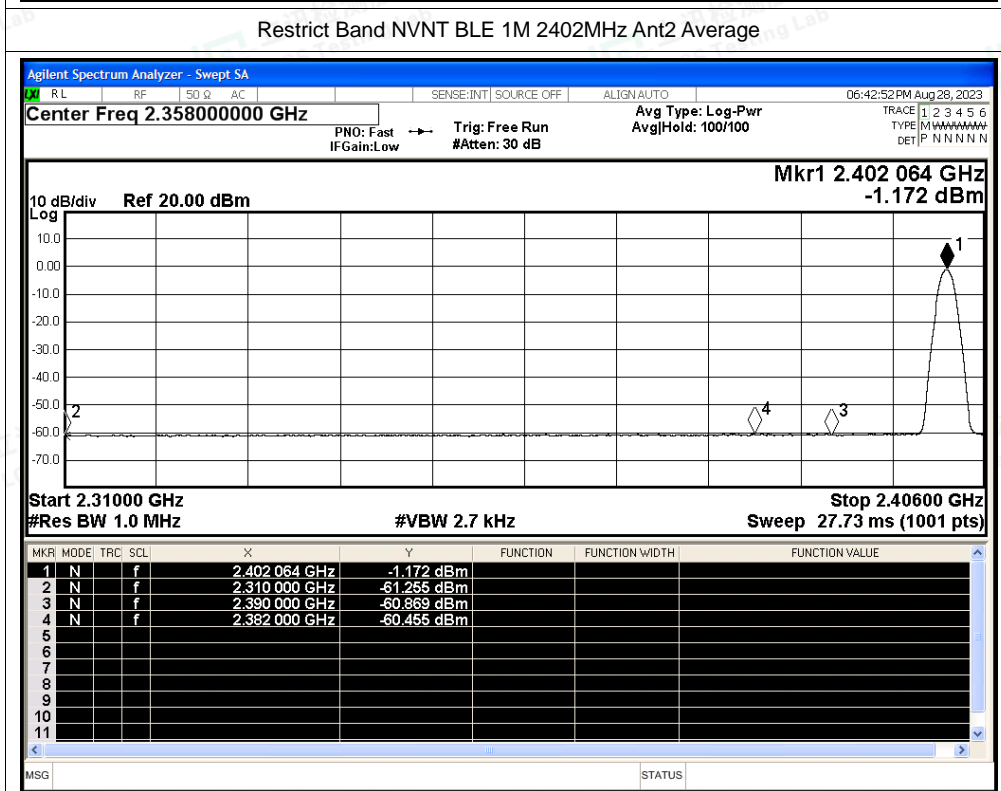 Restrict Band NVNT BLE 1M 2402MHz Ant2 Average
Agilent Spectrum Analyzer - Swept SA
LXI RL RF 50 Ω AC SENSE:INT SOURCE OFF ALIGN AUTO 06:42:52 PM Aug 28, 2023
Center Freq 2.358000000 GHz
PNO: Fast
IFGain:Low
Trig: Free Run
#Atten: 30 dB
Avg Type: Log-Pwr
Avg|Hold: 100/100
TRACE 1 2 3 4 5 6
TYPE M WWWWW
DET P N N N N N
Mkr1 2.402 064 GHz
-1.172 dBm
10 dB/div Ref 20.00 dBm
Log
10.0
0.00
-10.0
-20.0
-30.0
-40.0
-50.0
-60.0
-70.0
1
2
4
3
Start 2.31000 GHz
Stop 2.40600 GHz
#Res BW 1.0 MHz
#VBW 2.7 kHz
Sweep 27.73 ms (1001 pts)
MKR MODE TRC SCL X Y FUNCTION FUNCTION WIDTH FUNCTION VALUE
1 N f 2.402 064 GHz -1.172 dBm
2 N f 2.310 000 GHz -61.255 dBm
3 N f 2.390 000 GHz -60.869 dBm
4 N f 2.382 000 GHz -60.455 dBm
5
6
7
8
9
10
11
MSG
STATUS